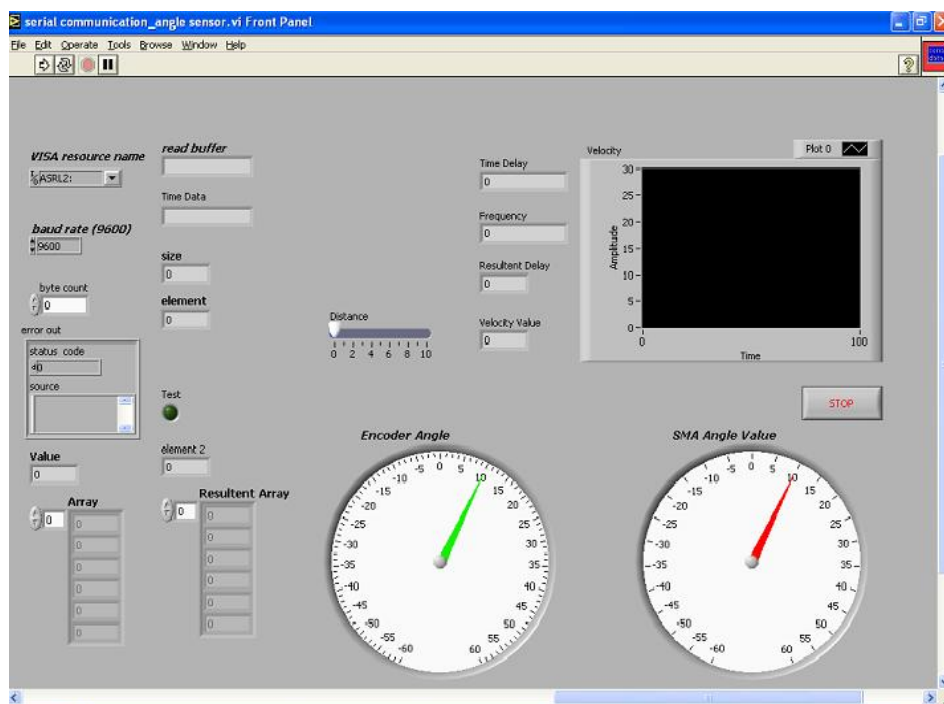 serial communication_angle sensor.vi Front Panel
File Edit Operate Tools Browse Window Help
VISA resource name
ASRL2:
read buffer
Time Data
baud rate (9600)
9600
size
0
byte count
0
element
0
error out
status code
0
source
Test
Value
0
element 2
0
Array
0
0
0
0
0
0
0
Resultent Array
0
0
0
0
0
0
0
Distance
0 2 4 6 8 10
Time Delay
0
Frequency
0
Resultent Delay
0
Velocity Value
0
Velocity
Plot 0
Amplitude
30
25
20
15
10
5
0
0 100
Time
STOP
Encoder Angle
-60 -55 -50 -45 -40 -35 -30 -25 -20 -15 -10 -5 0 5 10 15 20 25 30 35 40 45 50 55 60
SMA Angle Value
-60 -55 -50 -45 -40 -35 -30 -25 -20 -15 -10 -5 0 5 10 15 20 25 30 35 40 45 50 55 60